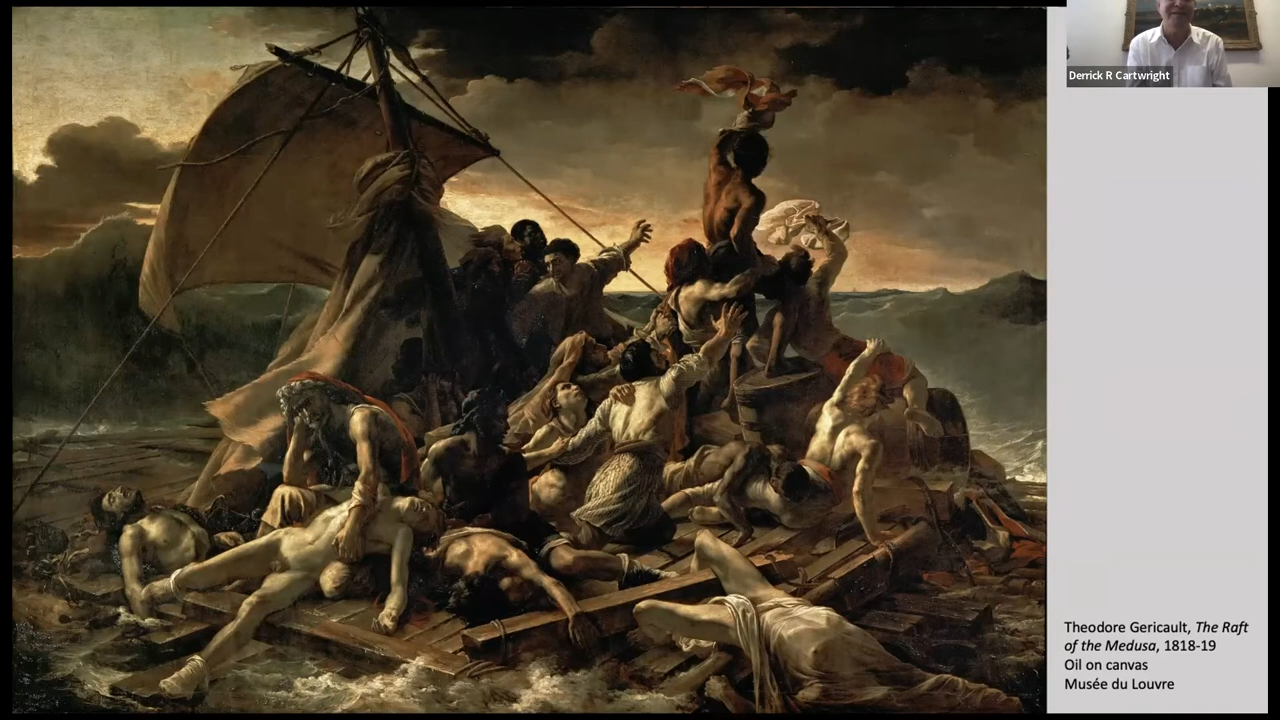 Derrick R Cartwright
Theodore Gericault, The Raft
of the Medusa, 1818-19
Oil on canvas
Musée du Louvre